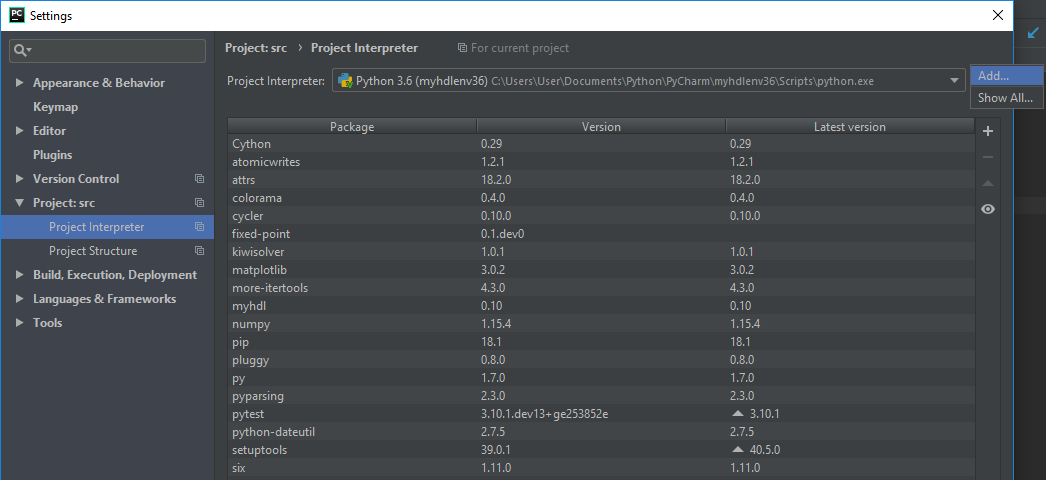 PC Settings
Project: src › Project Interpreter For current project
Appearance & Behavior
Keymap
Editor
Plugins
Version Control
Project: src
Project Interpreter
Project Structure
Build, Execution, Deployment
Languages & Frameworks
Tools
Project Interpreter: Python 3.6 (myhdlenv36) C:\Users\User\Documents\Python\PyCharm\myhdlenv36\Scripts\python.exe
Add...
Show All...
Package Version Latest version
Cython 0.29 0.29
atomicwrites 1.2.1 1.2.1
attrs 18.2.0 18.2.0
colorama 0.4.0 0.4.0
cycler 0.10.0 0.10.0
fixed-point 0.1.dev0
kiwisolver 1.0.1 1.0.1
matplotlib 3.0.2 3.0.2
more-itertools 4.3.0 4.3.0
myhdl 0.10 0.10
numpy 1.15.4 1.15.4
pip 18.1 18.1
pluggy 0.8.0 0.8.0
py 1.7.0 1.7.0
pyparsing 2.3.0 2.3.0
pytest 3.10.1.dev13+ge253852e 3.10.1
python-dateutil 2.7.5 2.7.5
setuptools 39.0.1 40.5.0
six 1.11.0 1.11.0